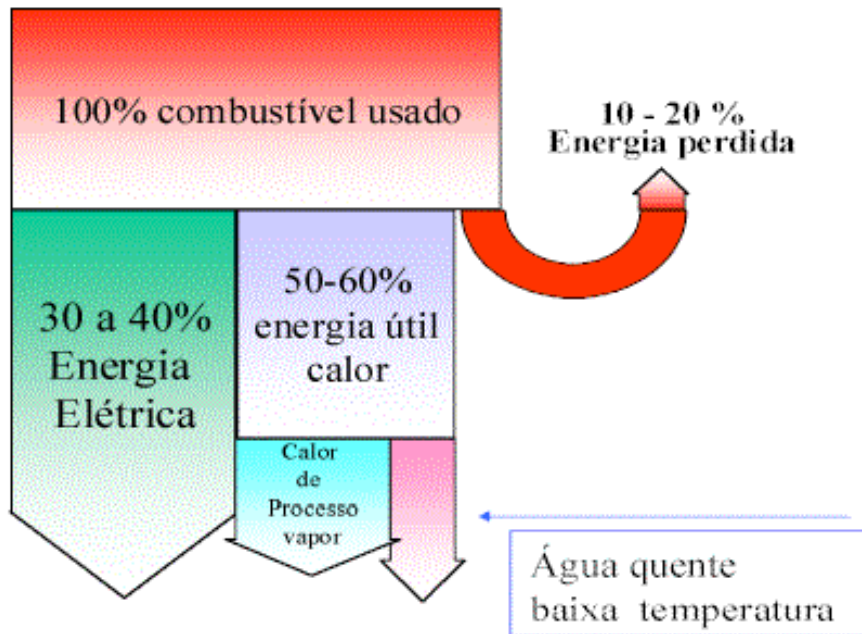 100% combustível usado
10 - 20 %
Energia perdida
30 a 40%
Energia
Elétrica
50-60%
energia útil
calor
Calor
de
Processo
vapor
Água quente
baixa temperatura